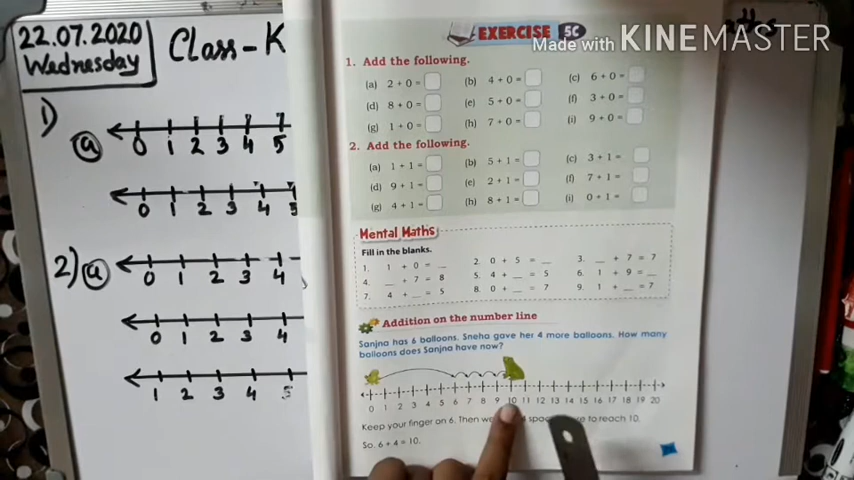 22.07.2020
Wednesday
Class-K
Made with KINEMASTER
1)
a
0 1 2 3 4 5
0 1 2 3 4 5
2) a
0 1 2 3 4
0 1 2 3 4
1 2 3 4 5
EXERCISE 5C
1. Add the following.
(a) 2 + 0 = (b) 4 + 0 = (c) 6 + 0 =
(d) 8 + 0 = (e) 5 + 0 = (f) 3 + 0 =
(g) 1 + 0 = (h) 7 + 0 = (i) 9 + 0 =
2. Add the following.
(a) 1 + 1 = (b) 5 + 1 = (c) 3 + 1 =
(d) 9 + 1 = (e) 2 + 1 = (f) 7 + 1 =
(g) 4 + 1 = (h) 8 + 1 = (i) 0 + 1 =
Mental Maths
Fill in the blanks.
1. 1 + 0 = __ 2. 0 + 5 = __ 3. __ + 7 = 7
4. __ + 7 = 8 5. 4 + __ = 5 6. 1 + 9 = __
7. 4 + __ = 5 8. 0 + __ = 7 9. 1 + __ = 7
Addition on the number line
Sanjna has 6 balloons. Sneha gave her 4 more balloons. How many
balloons does Sanjna have now?
0 1 2 3 4 5 6 7 8 9 10 11 12 13 14 15 16 17 18 19 20
Keep your finger on 6. Then to reach 10.
So, 6 + 4 = 10.